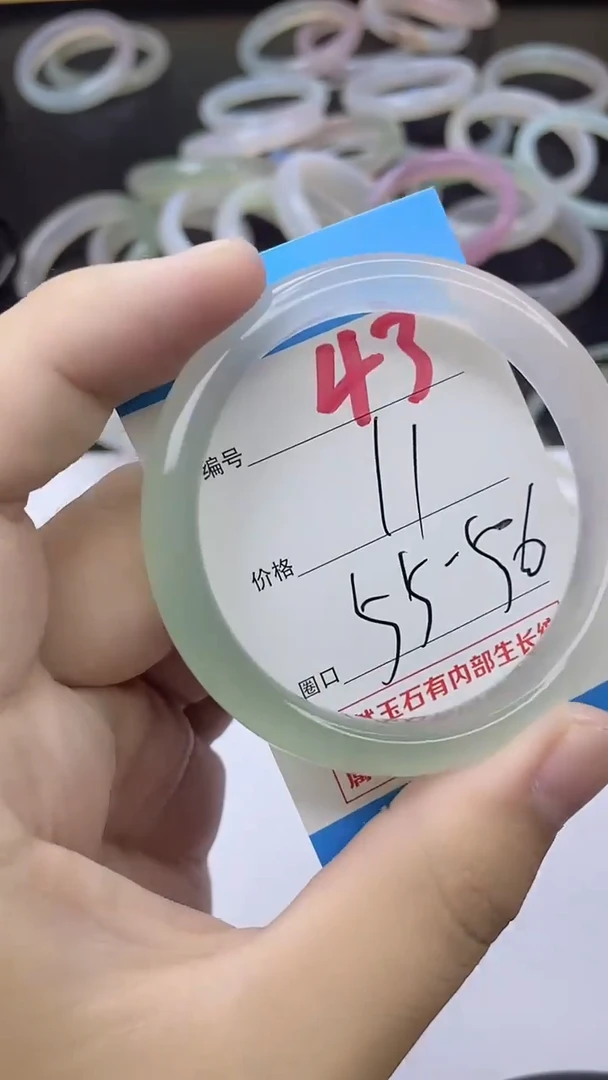 编号 43
价格 11
圈口 55-56
玉石有内部生长